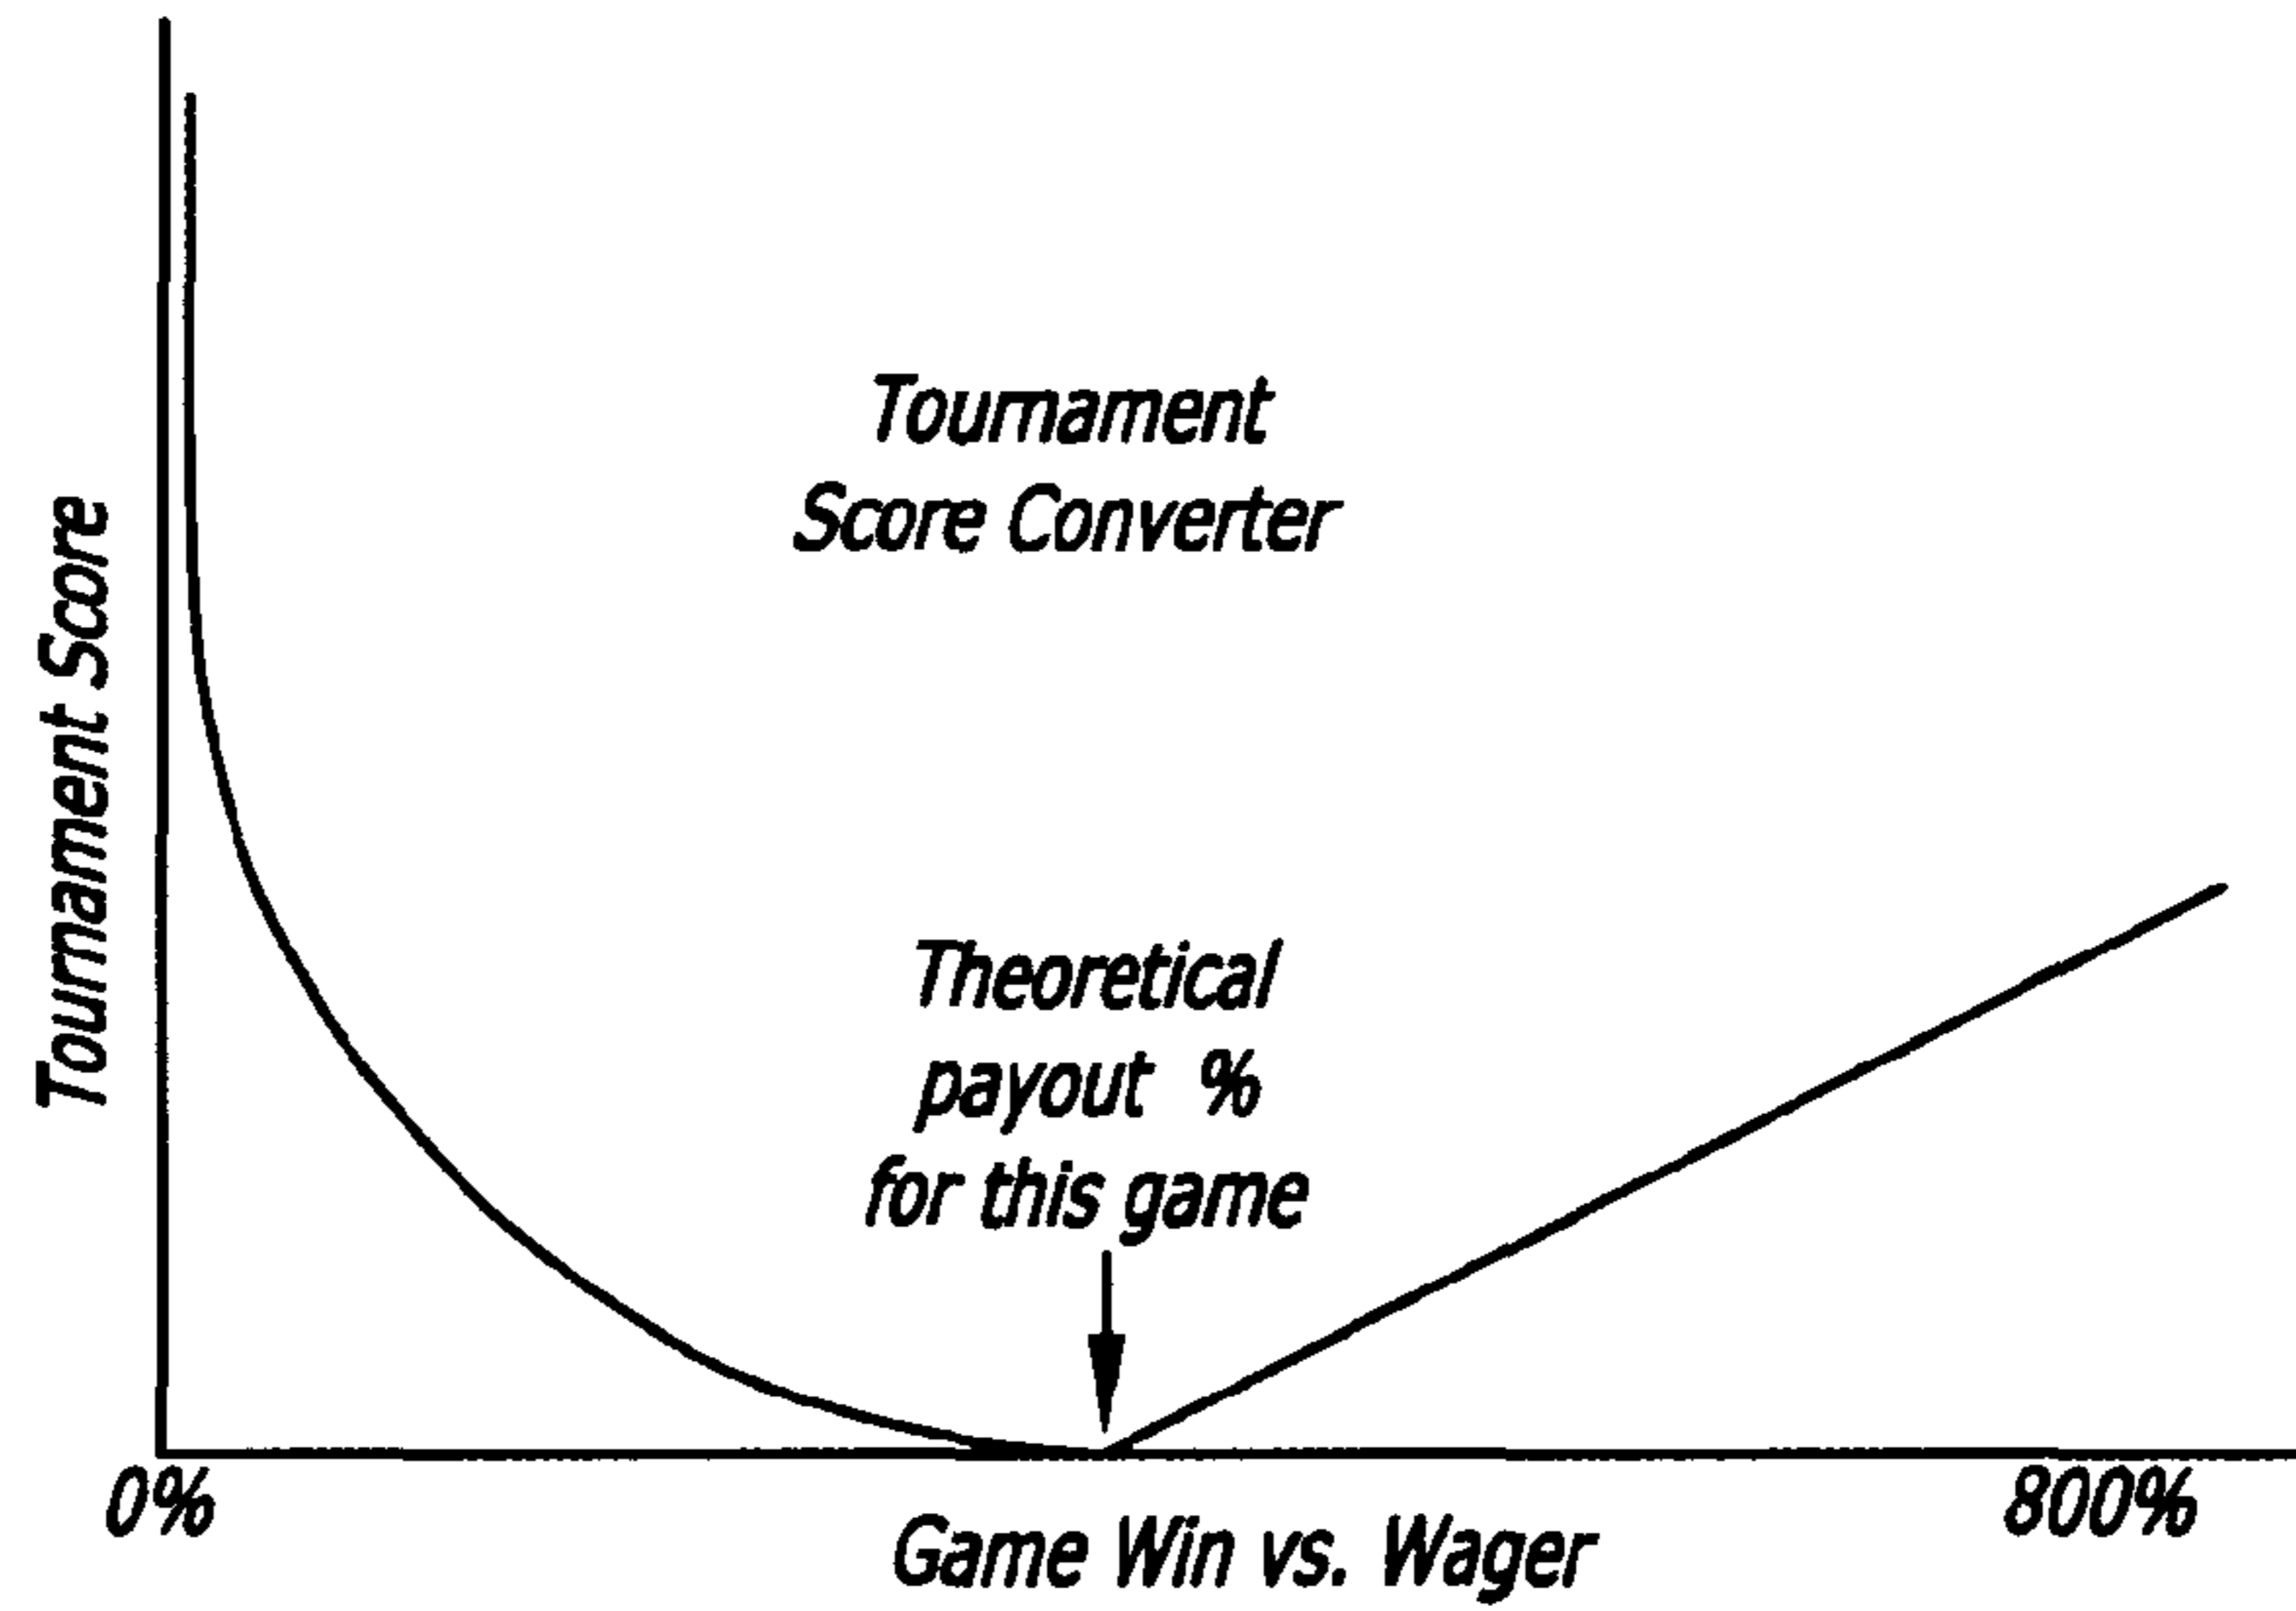 Tournament
Score Converter
Tournament Score
Theoretical
payout %
for this game
0%
800%
Game Win vs. Wager